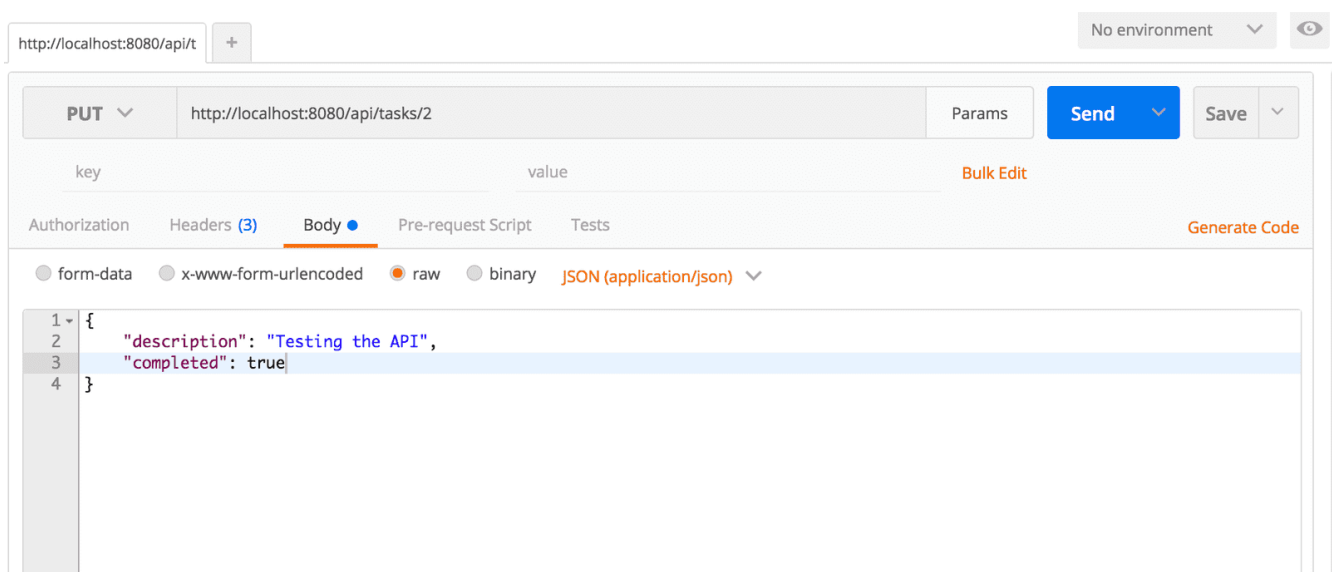 http://localhost:8080/api/t + No environment
PUT http://localhost:8080/api/tasks/2 Params Send Save
key value Bulk Edit
Authorization Headers (3) Body Pre-request Script Tests Generate Code
form-data x-www-form-urlencoded raw binary JSON (application/json)
1 {
2 "description": "Testing the API",
3 "completed": true
4 }